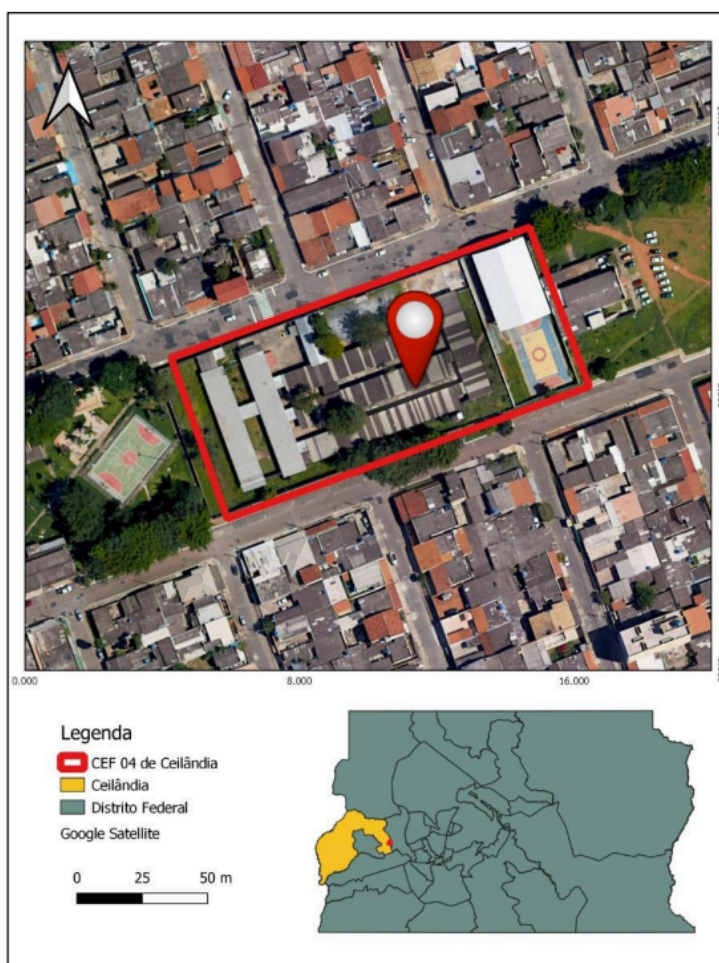 0.000 8.000 16.000
Legenda
CEF 04 de Ceilândia
Ceilândia
Distrito Federal
Google Satellite
0 25 50 m